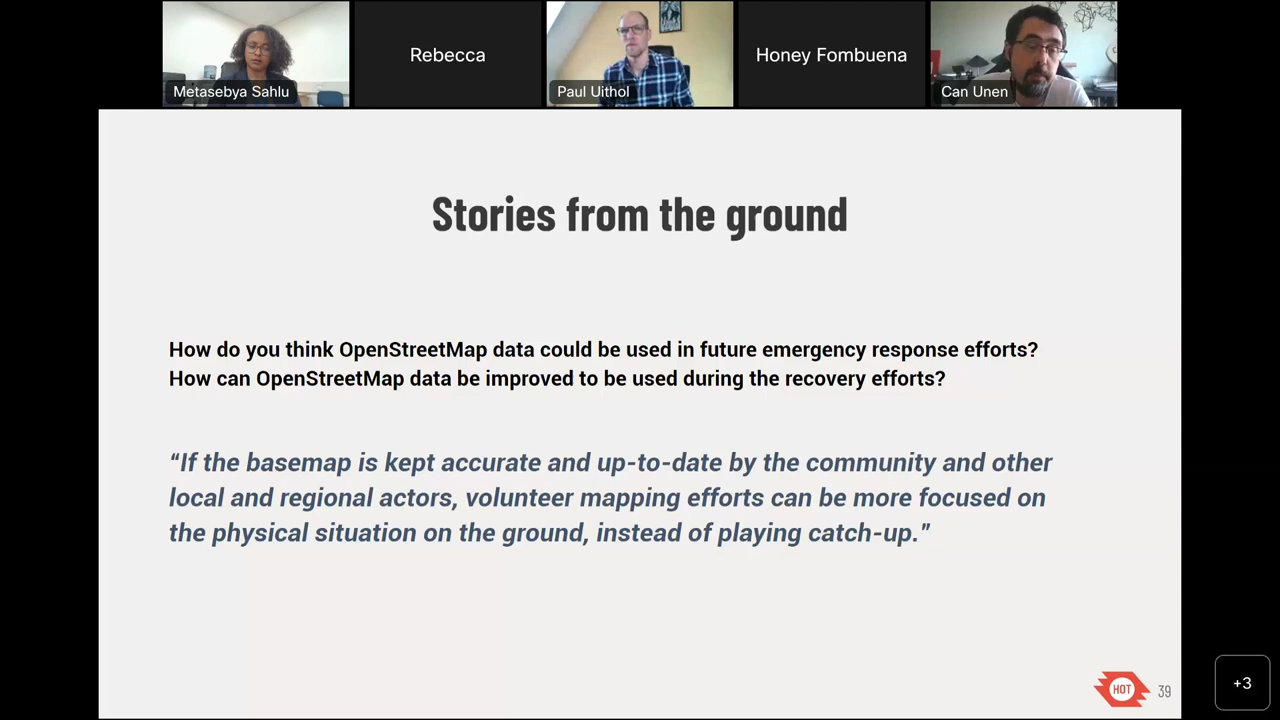 Metasebya Sahlu
Rebecca
Paul Uithol
Honey Fombuena
Can Unen
Stories from the ground
How do you think OpenStreetMap data could be used in future emergency response efforts?
How can OpenStreetMap data be improved to be used during the recovery efforts?
“If the basemap is kept accurate and up-to-date by the community and other
local and regional actors, volunteer mapping efforts can be more focused on
the physical situation on the ground, instead of playing catch-up.”
HOT
39
+3